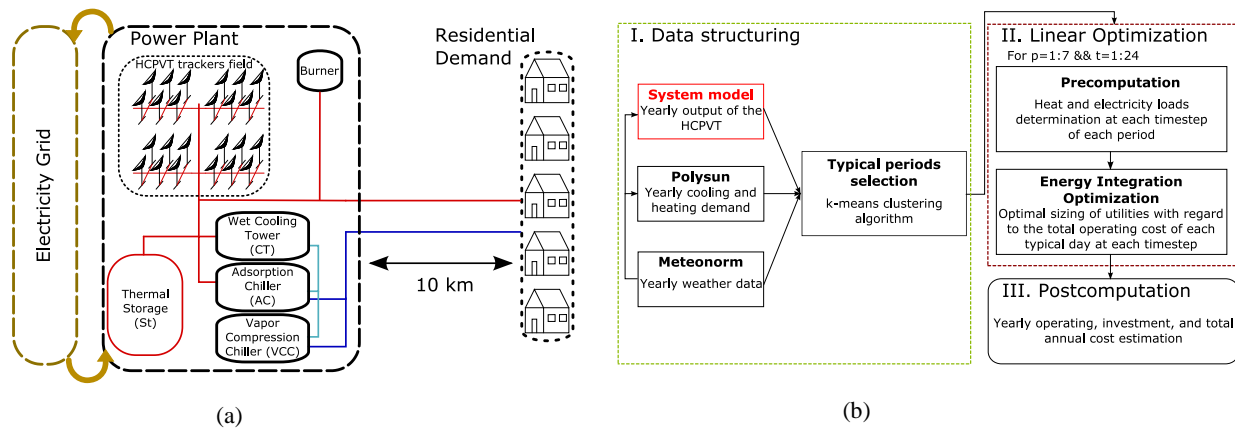 Electricity Grid
Power Plant
HCPVT trackers field
Burner
Residential
Demand
Wet Cooling
Tower
(CT)
Adsorption
Chiller
(AC)
Vapor
Compression
Chiller (VCC)
Thermal
Storage
(St)
10 km
(a)
I. Data structuring
System model
Yearly output of the
HCPVT
Polysun
Yearly cooling and
heating demand
Meteonorm
Yearly weather data
Typical periods
selection
k-means clustering
algorithm
II. Linear Optimization
For p=1:7 && t=1:24
Precomputation
Heat and electricity loads
determination at each timestep
of each period
Energy Integration
Optimization
Optimal sizing of utilities with regard
to the total operating cost of each
typical day at each timestep
III. Postcomputation
Yearly operating, investment, and total
annual cost estimation
(b)